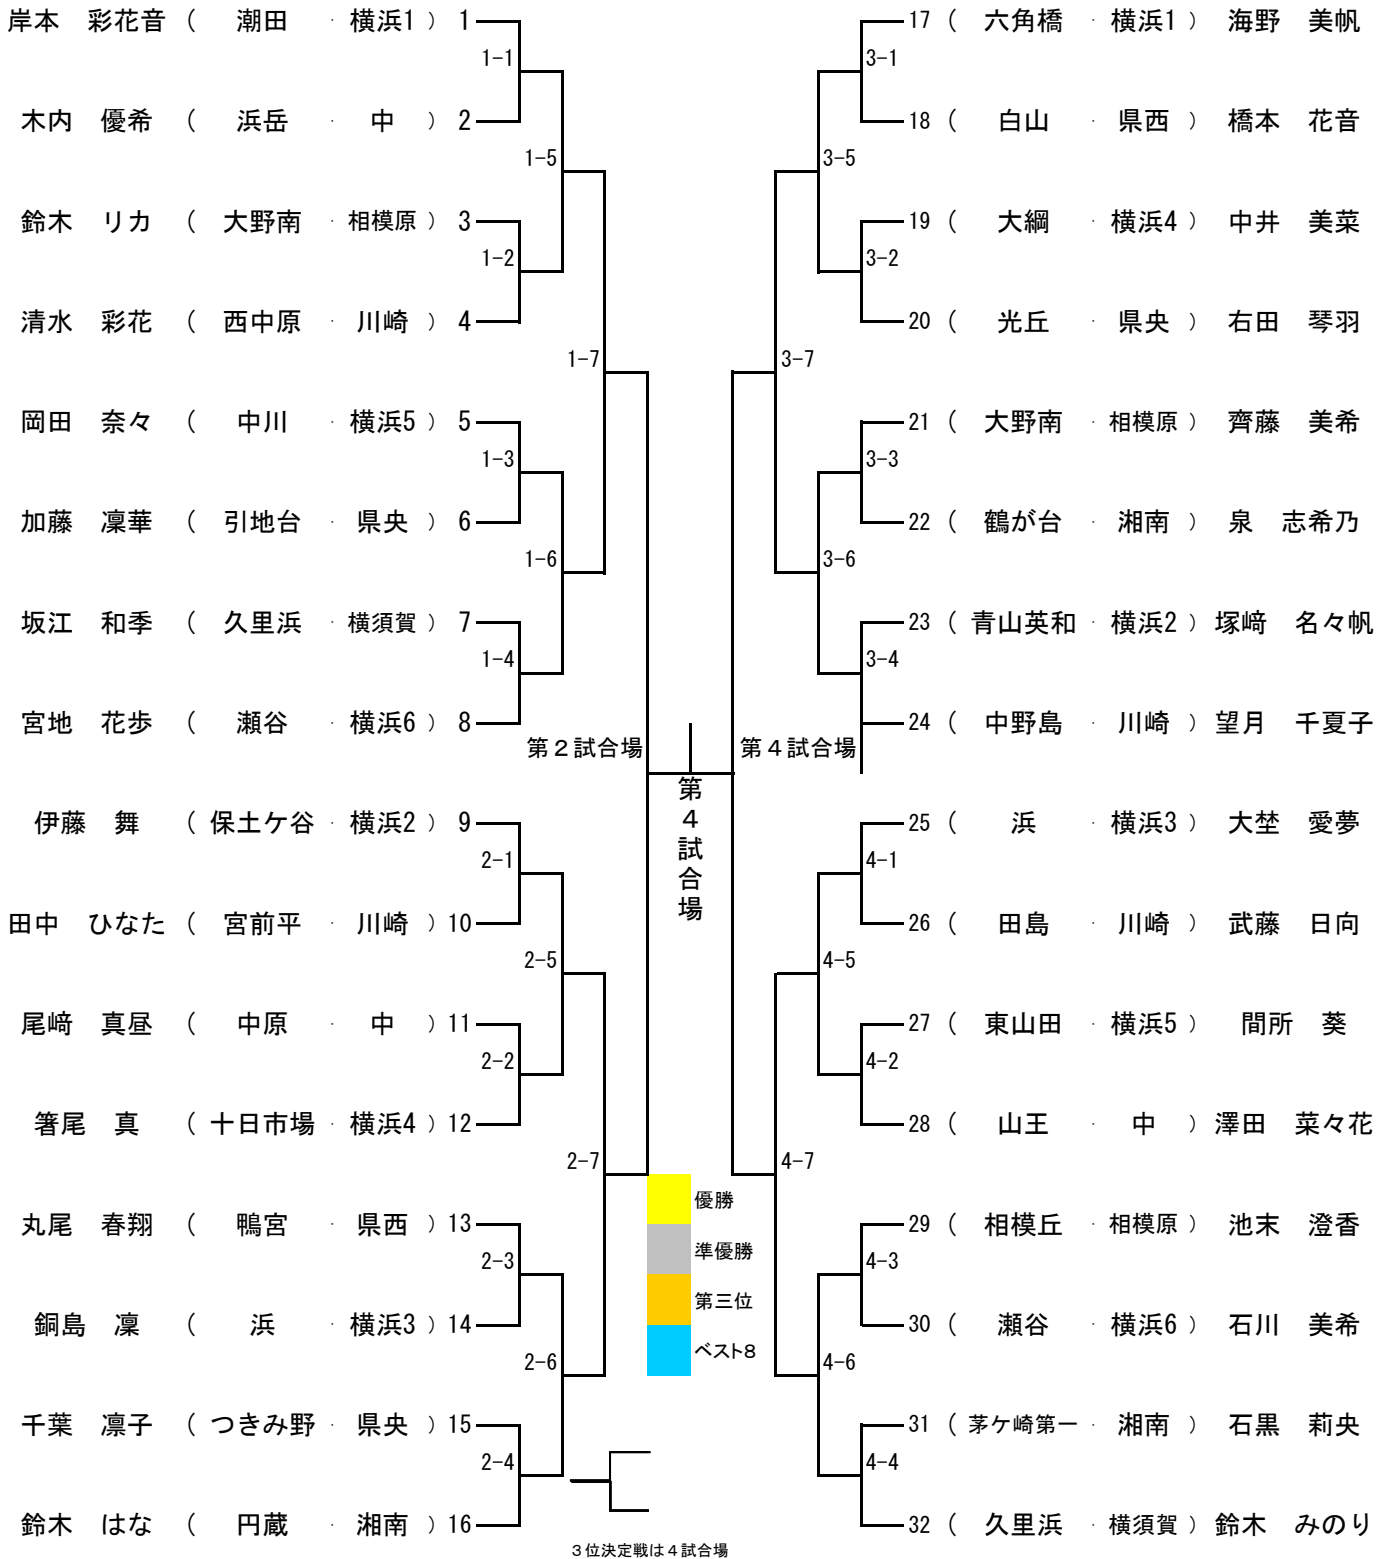 岸本 彩花音 ( 潮田 · 横浜1 ) 1
1-1
木内 優希 ( 浜岳 · 中 ) 2
1-5
鈴木 リカ ( 大野南 · 相模原 ) 3
1-2
清水 彩花 ( 西中原 · 川崎 ) 4
1-7
岡田 奈々 ( 中川 · 横浜5 ) 5
1-3
加藤 凜華 ( 引地台 · 県央 ) 6
1-6
坂江 和季 ( 久里浜 · 横須賀 ) 7
1-4
宮地 花歩 ( 瀬谷 · 横浜6 ) 8
第2試合場
伊藤 舞 ( 保土ケ谷 · 横浜2 ) 9
2-1
田中 ひなた ( 宮前平 · 川崎 ) 10
2-5
尾﨑 真昼 ( 中原 · 中 ) 11
2-2
箸尾 真 ( 十日市場 · 横浜4 ) 12
2-7
丸尾 春翔 ( 鴨宮 · 県西 ) 13
2-3
銅島 凜 ( 浜 · 横浜3 ) 14
2-6
千葉 凛子 ( つきみ野 · 県央 ) 15
2-4
鈴木 はな ( 円蔵 · 湘南 ) 16
第4試合場
優勝
準優勝
第三位
ベスト8
3位決定戦は4試合場
17 ( 六角橋 · 横浜1 ) 海野 美帆
3-1
18 ( 白山 · 県西 ) 橋本 花音
3-5
19 ( 大綱 · 横浜4 ) 中井 美菜
3-2
20 ( 光丘 · 県央 ) 右田 琴羽
3-7
21 ( 大野南 · 相模原 ) 齊藤 美希
3-3
22 ( 鶴が台 · 湘南 ) 泉 志希乃
3-6
23 ( 青山英和 · 横浜2 ) 塚﨑 名々帆
3-4
24 ( 中野島 · 川崎 ) 望月 千夏子
第4試合場
25 ( 浜 · 横浜3 ) 大埜 愛夢
4-1
26 ( 田島 · 川崎 ) 武藤 日向
4-5
27 ( 東山田 · 横浜5 ) 間所 葵
4-2
28 ( 山王 · 中 ) 澤田 菜々花
4-7
29 ( 相模丘 · 相模原 ) 池末 澄香
4-3
30 ( 瀬谷 · 横浜6 ) 石川 美希
4-6
31 ( 茅ケ崎第一 · 湘南 ) 石黒 莉央
4-4
32 ( 久里浜 · 横須賀 ) 鈴木 みのり